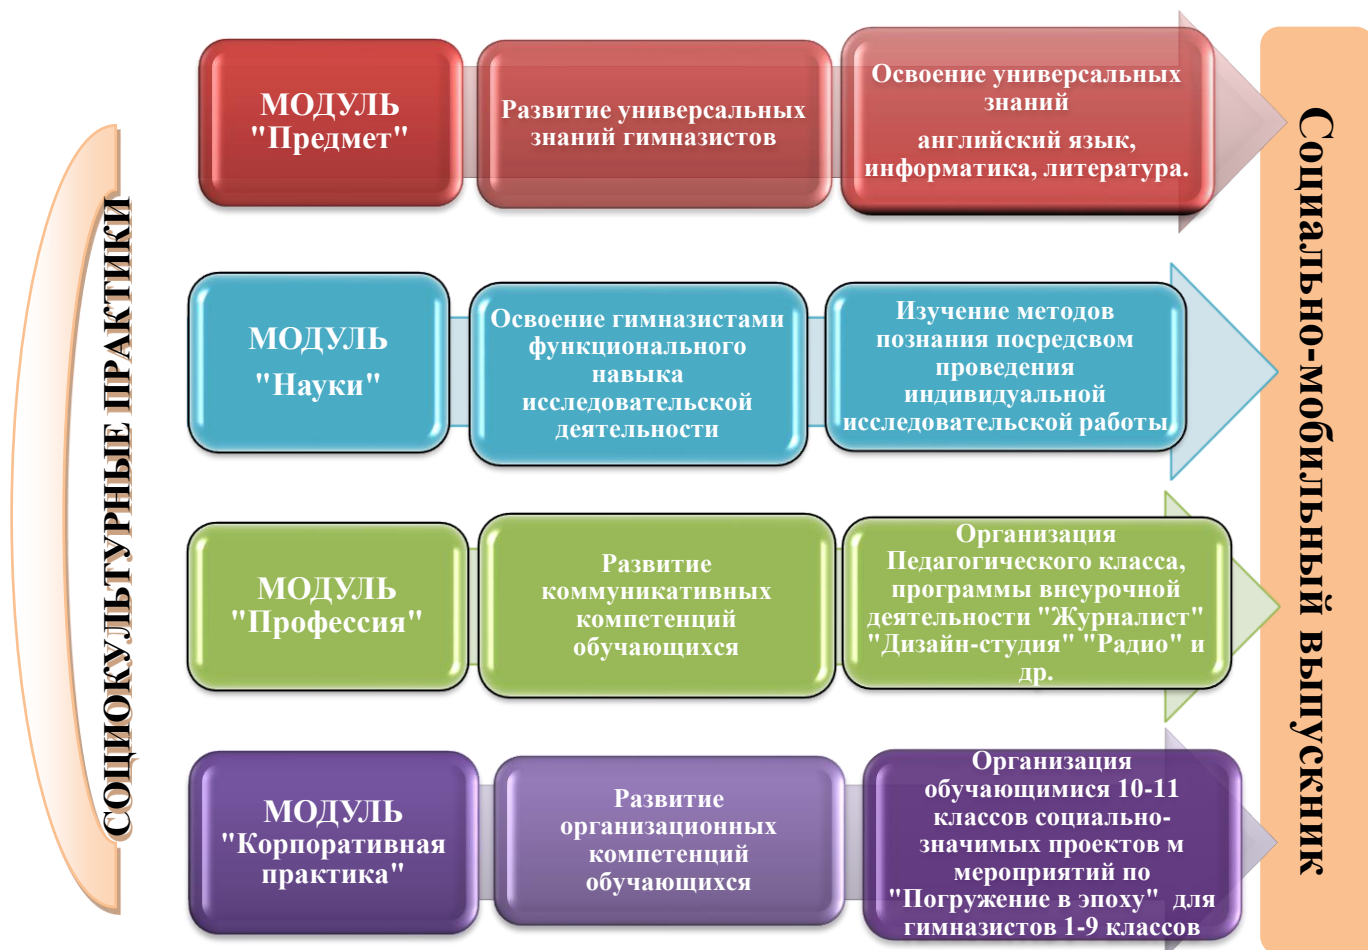 СОЦИОКУЛЬТУРНЫЕ ПРАКТИКИ
МОДУЛЬ
"Предмет"
Развитие универсальных
знаний гимназистов
Освоение универсальных
знаний
английский язык,
информатика, литература.
МОДУЛЬ
"Науки"
Освоение гимназистами
функционального
навыка
исследовательской
деятельности
Изучение методов
познания посредсвом
проведения
индивидуальной
исследовательской работы
МОДУЛЬ
"Профессия"
Развитие
коммуникативных
компетенций
обучающихся
Организация
Педагогического класса,
программы внеурочной
деятельности "Журналист"
"Дизайн-студия" "Радио" и
др.
МОДУЛЬ
"Корпоративная
практика"
Развитие
организационных
компетенций
обучающихся
Организация
обучающимися 10-11
классов социально-
значимых проектов м
мероприятий по
"Погружение в эпоху" для
гимназистов 1-9 классов
Социально-мобильный выпускник